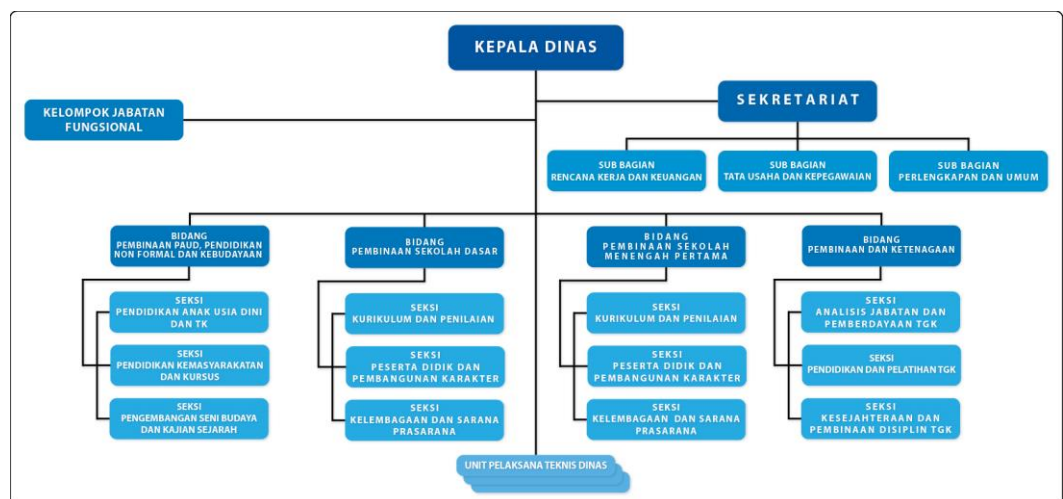 KEPALA DINAS
SEKRETARIAT
KELOMPOK JABATAN
FUNGSIONAL
SUB BAGIAN
RENCANA KERJA DAN KEUANGAN
SUB BAGIAN
TATA USAHA DAN KEPEGAWAIAN
SUB BAGIAN
PERLENGKAPAN DAN UMUM
BIDANG
PEMBINAAN PAUD, PENDIDIKAN
NON FORMAL DAN KEBUDAYAAN
BIDANG
PEMBINAAN SEKOLAH DASAR
BIDANG
PEMBINAAN SEKOLAH
MENENGAH PERTAMA
BIDANG
PEMBINAAN DAN KETENAGAAN
SEKSI
PENDIDIKAN ANAK USIA DINI
DAN TK
SEKSI
KURIKULUM DAN PENILAIAN
SEKSI
KURIKULUM DAN PENILAIAN
SEKSI
ANALISIS JABATAN DAN
PEMBERDAYAAN TGK
SEKSI
PENDIDIKAN KEMASYARAKATAN
DAN KURSUS
SEKSI
PESERTA DIDIK DAN
PEMBANGUNAN KARAKTER
SEKSI
PESERTA DIDIK DAN
PEMBANGUNAN KARAKTER
SEKSI
PENDIDIKAN DAN PELATIHAN TGK
SEKSI
PENGEMBANGAN SENI BUDAYA
DAN KAJIAN SEJARAH
SEKSI
KELEMBAGAAN DAN SARANA
PRASARANA
SEKSI
KELEMBAGAAN DAN SARANA
PRASARANA
SEKSI
KESEJAHTERAAN DAN
PEMBINAAN DISIPLIN TGK
UNIT PELAKSANA TEKNIS DINAS